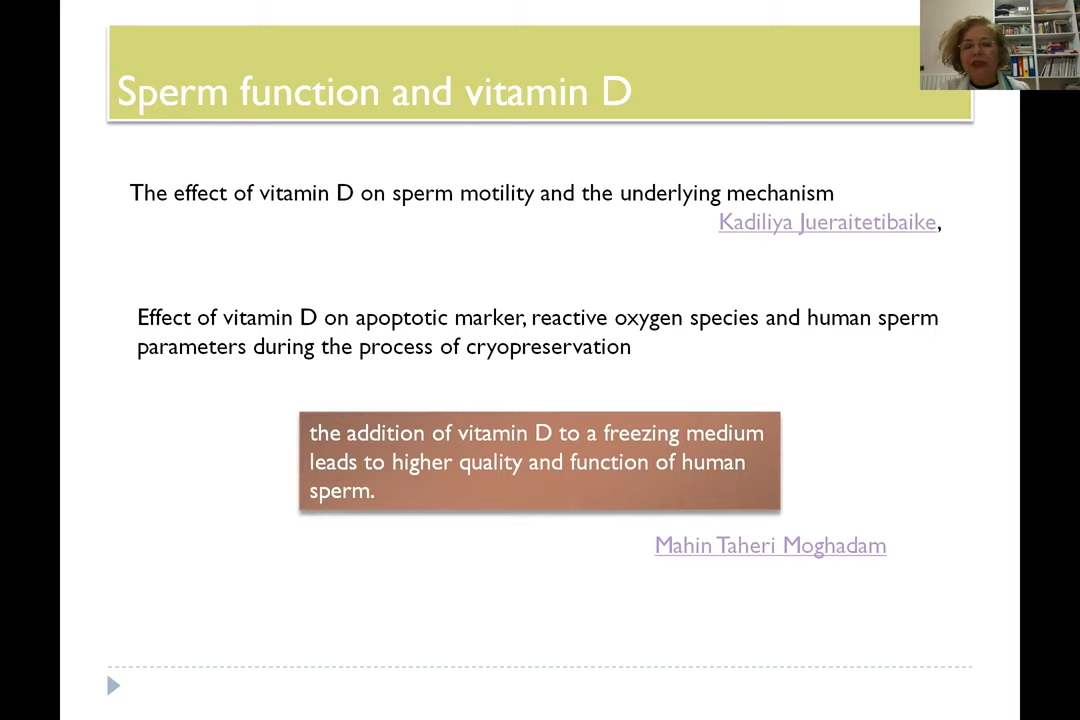 Sperm function and vitamin D
The effect of vitamin D on sperm motility and the underlying mechanism
Kadiliya Jueraitetibaike,
Effect of vitamin D on apoptotic marker, reactive oxygen species and human sperm
parameters during the process of cryopreservation
the addition of vitamin D to a freezing medium
leads to higher quality and function of human
sperm.
Mahin Taheri Moghadam